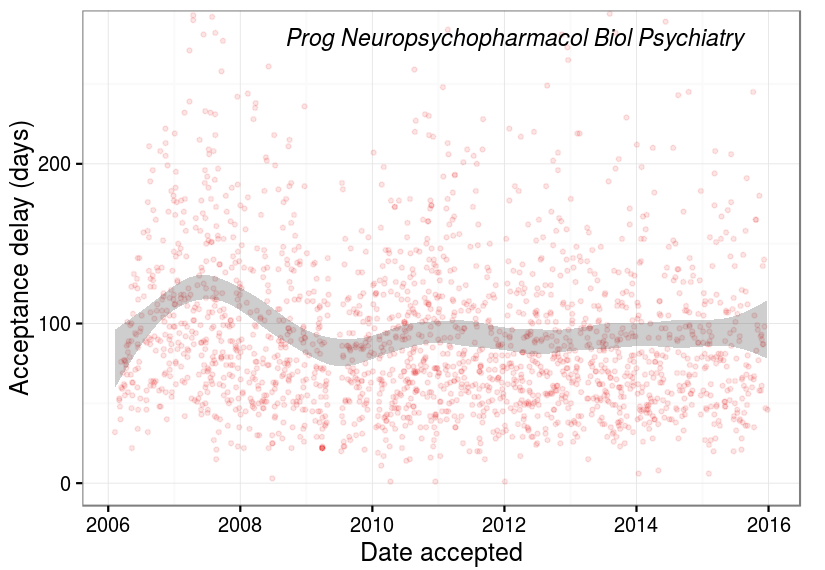 Prog Neuropsychopharmacol Biol Psychiatry
Acceptance delay (days)
200
100
0
2006 2008 2010 2012 2014 2016
Date accepted